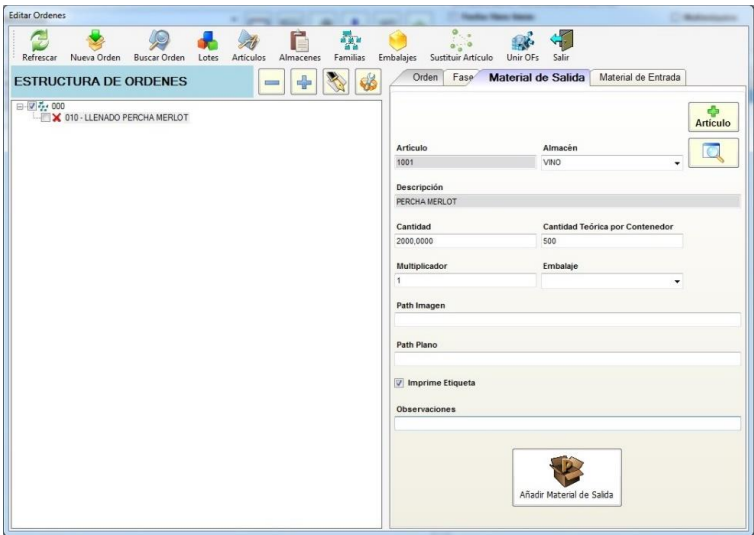 Editar Ordenes
Refrescar Nueva Orden Buscar Orden Lotes Artículos Almacenes Familias Embalajes Sustituir Artículo Unir OFs Salir
ESTRUCTURA DE ORDENES
Orden Fase Material de Salida Material de Entrada
000
010 - LLENADO PERCHA MERLOT
Artículo
Artículo Almacén
1001 VINO
Descripción
PERCHA MERLOT
Cantidad Cantidad Teórica por Contenedor
2000,0000 500
Multiplicador Embalaje
1
Path Imagen
Path Plano
Imprime Etiqueta
Observaciones
Añadir Material de Salida